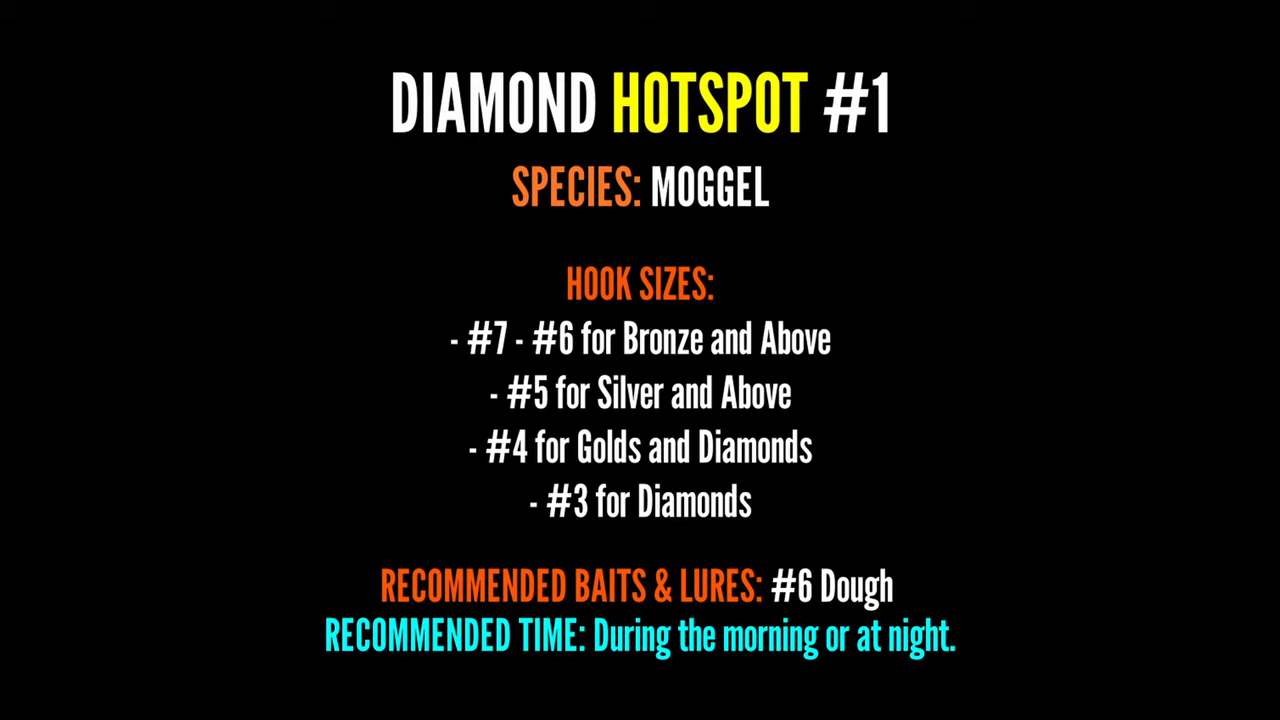 DIAMOND HOTSPOT #1
SPECIES: MOGGEL
HOOK SIZES:
- #7 - #6 for Bronze and Above
- #5 for Silver and Above
- #4 for Golds and Diamonds
- #3 for Diamonds
RECOMMENDED BAITS & LURES: #6 Dough
RECOMMENDED TIME: During the morning or at night.